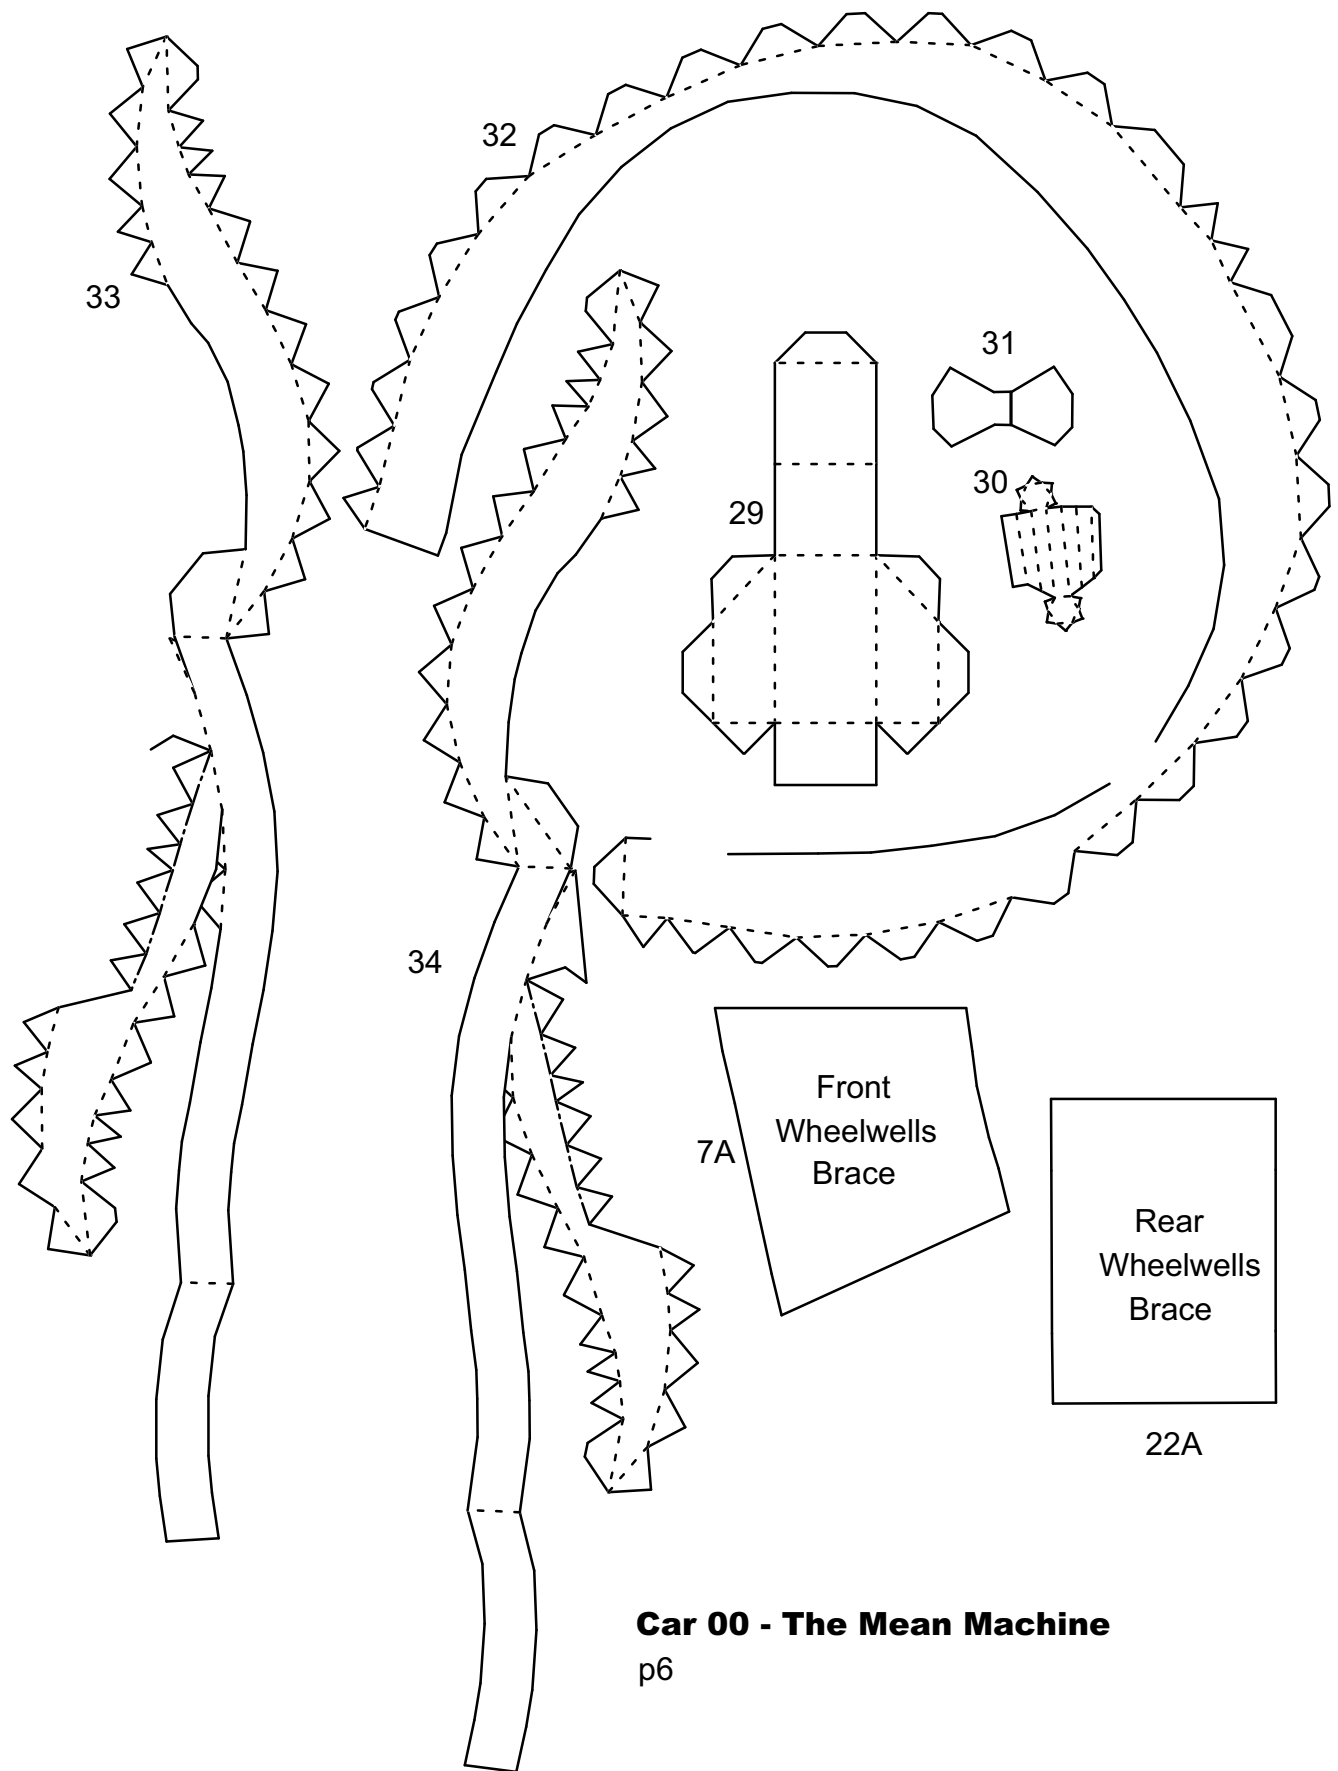 32
33
31
30
29
34
Front
Wheelwells
Brace
7A
Rear
Wheelwells
Brace
22A
Car 00 - The Mean Machine
p6